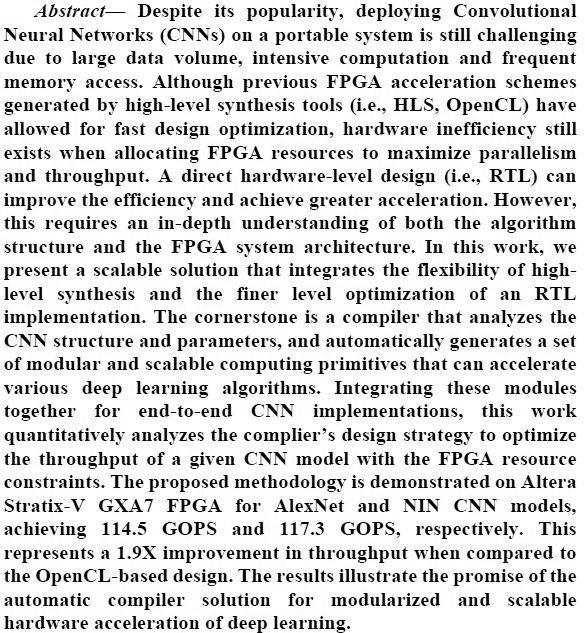 Abstract— Despite its popularity, deploying Convolutional
Neural Networks (CNNs) on a portable system is still challenging
due to large data volume, intensive computation and frequent
memory access. Although previous FPGA acceleration schemes
generated by high-level synthesis tools (i.e., HLS, OpenCL) have
allowed for fast design optimization, hardware inefficiency still
exists when allocating FPGA resources to maximize parallelism
and throughput. A direct hardware-level design (i.e., RTL) can
improve the efficiency and achieve greater acceleration. However,
this requires an in-depth understanding of both the algorithm
structure and the FPGA system architecture. In this work, we
present a scalable solution that integrates the flexibility of high-
level synthesis and the finer level optimization of an RTL
implementation. The cornerstone is a compiler that analyzes the
CNN structure and parameters, and automatically generates a set
of modular and scalable computing primitives that can accelerate
various deep learning algorithms. Integrating these modules
together for end-to-end CNN implementations, this work
quantitatively analyzes the complier’s design strategy to optimize
the throughput of a given CNN model with the FPGA resource
constraints. The proposed methodology is demonstrated on Altera
Stratix-V GXA7 FPGA for AlexNet and NIN CNN models,
achieving 114.5 GOPS and 117.3 GOPS, respectively. This
represents a 1.9X improvement in throughput when compared to
the OpenCL-based design. The results illustrate the promise of the
automatic compiler solution for modularized and scalable
hardware acceleration of deep learning.